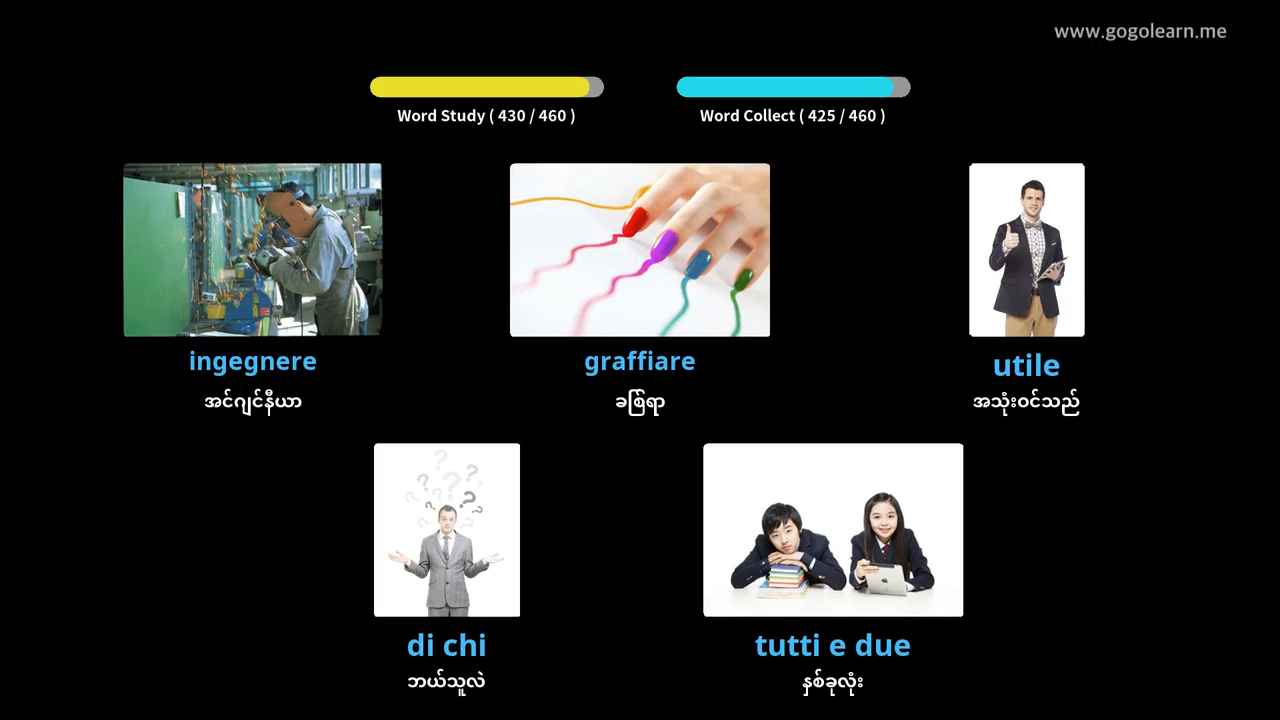 www.gogolearn.me
Word Study ( 430 / 460 )
Word Collect ( 425 / 460 )
ingegnere
အင်ဂျင်နီယာ
graffiare
ခြစ်ရာ
utile
အသုံးဝင်သည်
di chi
ဘယ်သူလဲ
tutti e due
နှစ်ခုလုံး